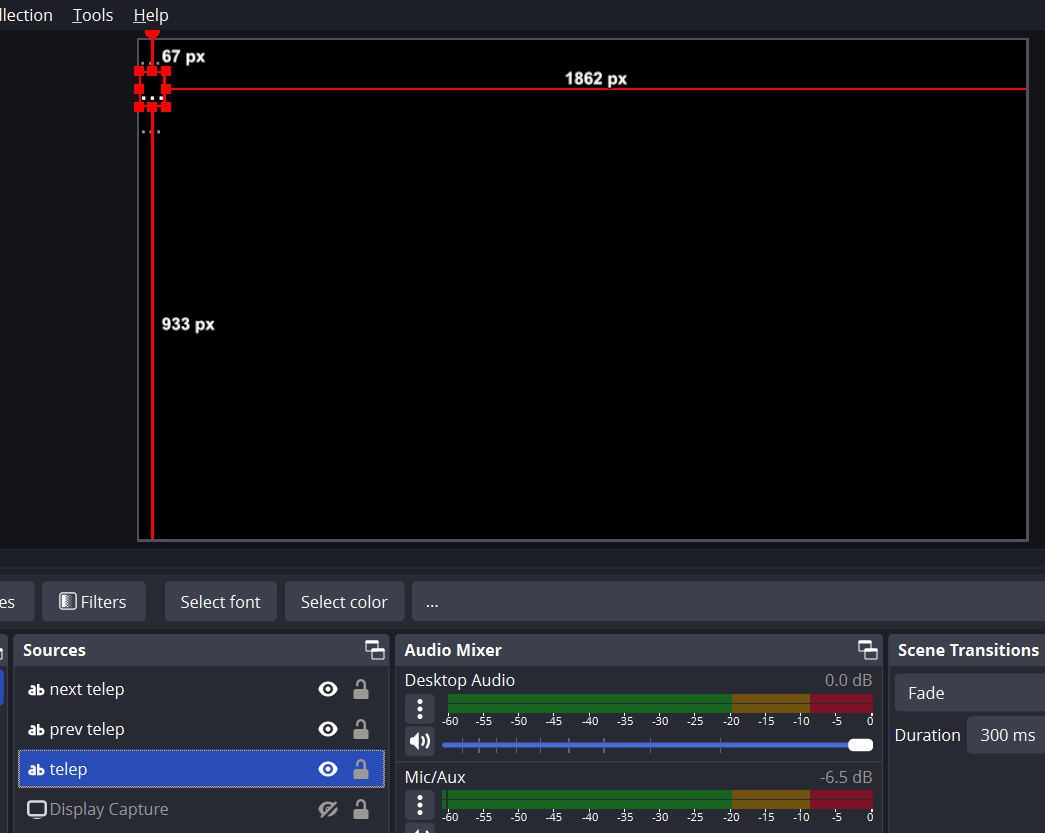 llection Tools Help
67 px
...
1862 px
...
...
933 px
es Filters Select font Select color ...
Sources
ab next telep
ab prev telep
ab telep
Display Capture
Audio Mixer
Desktop Audio 0.0 dB
-60 -55 -50 -45 -40 -35 -30 -25 -20 -15 -10 -5 0
Mic/Aux -6.5 dB
-60 -55 -50 -45 -40 -35 -30 -25 -20 -15 -10 -5 0
Scene Transitions
Fade
Duration 300 ms